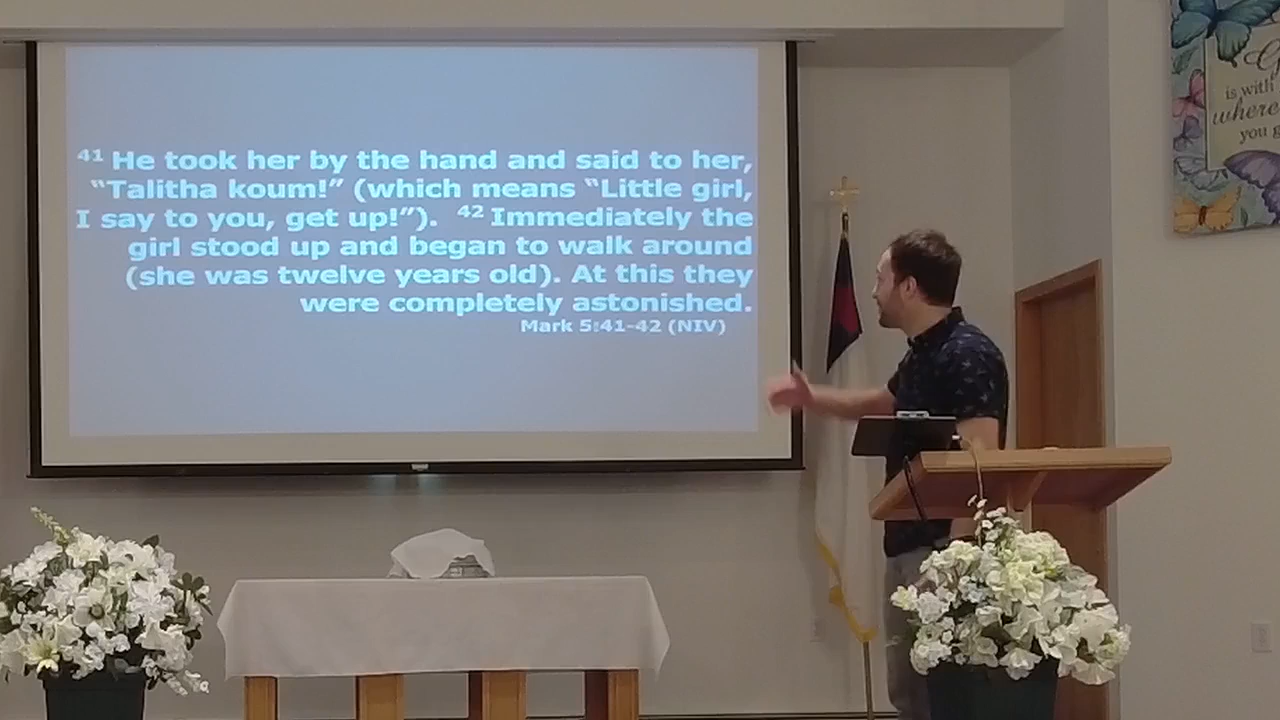 41 He took her by the hand and said to her,
“Talitha koum!” (which means “Little girl,
I say to you, get up!”). 42 Immediately the
girl stood up and began to walk around
(she was twelve years old). At this they
were completely astonished.
Mark 5:41-42 (NIV)
is with
where
you g